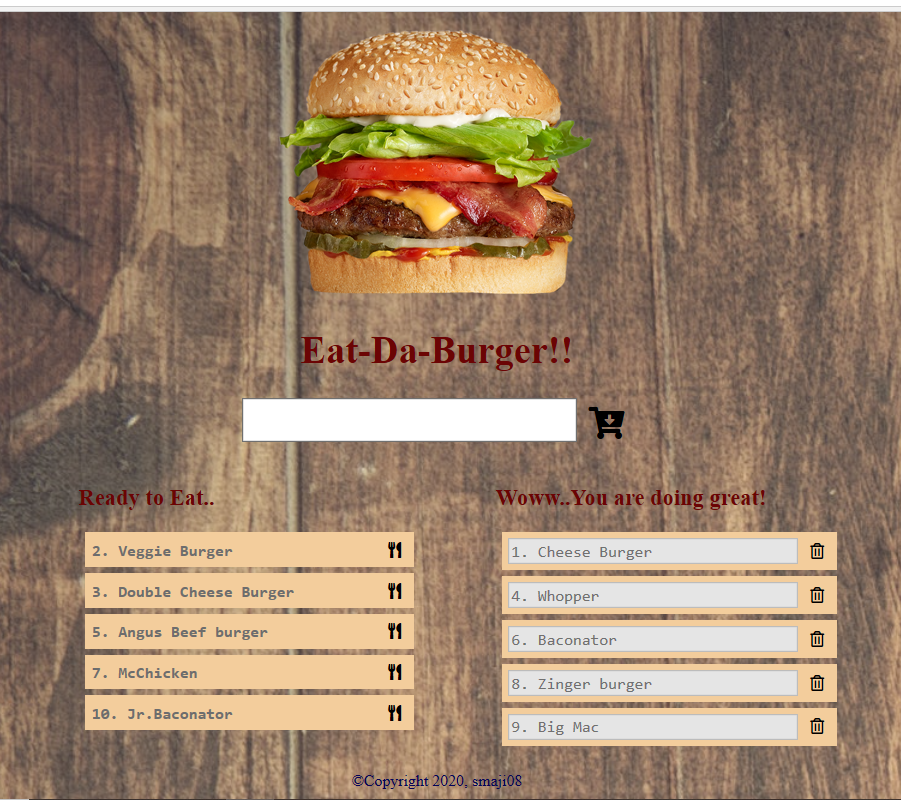 Eat-Da-Burger!!
Ready to Eat..
2. Veggie Burger
3. Double Cheese Burger
5. Angus Beef burger
7. McChicken
10. Jr.Baconator
Woww..You are doing great!
1. Cheese Burger
4. Whopper
6. Baconator
8. Zinger burger
9. Big Mac
©Copyright 2020, smaji08